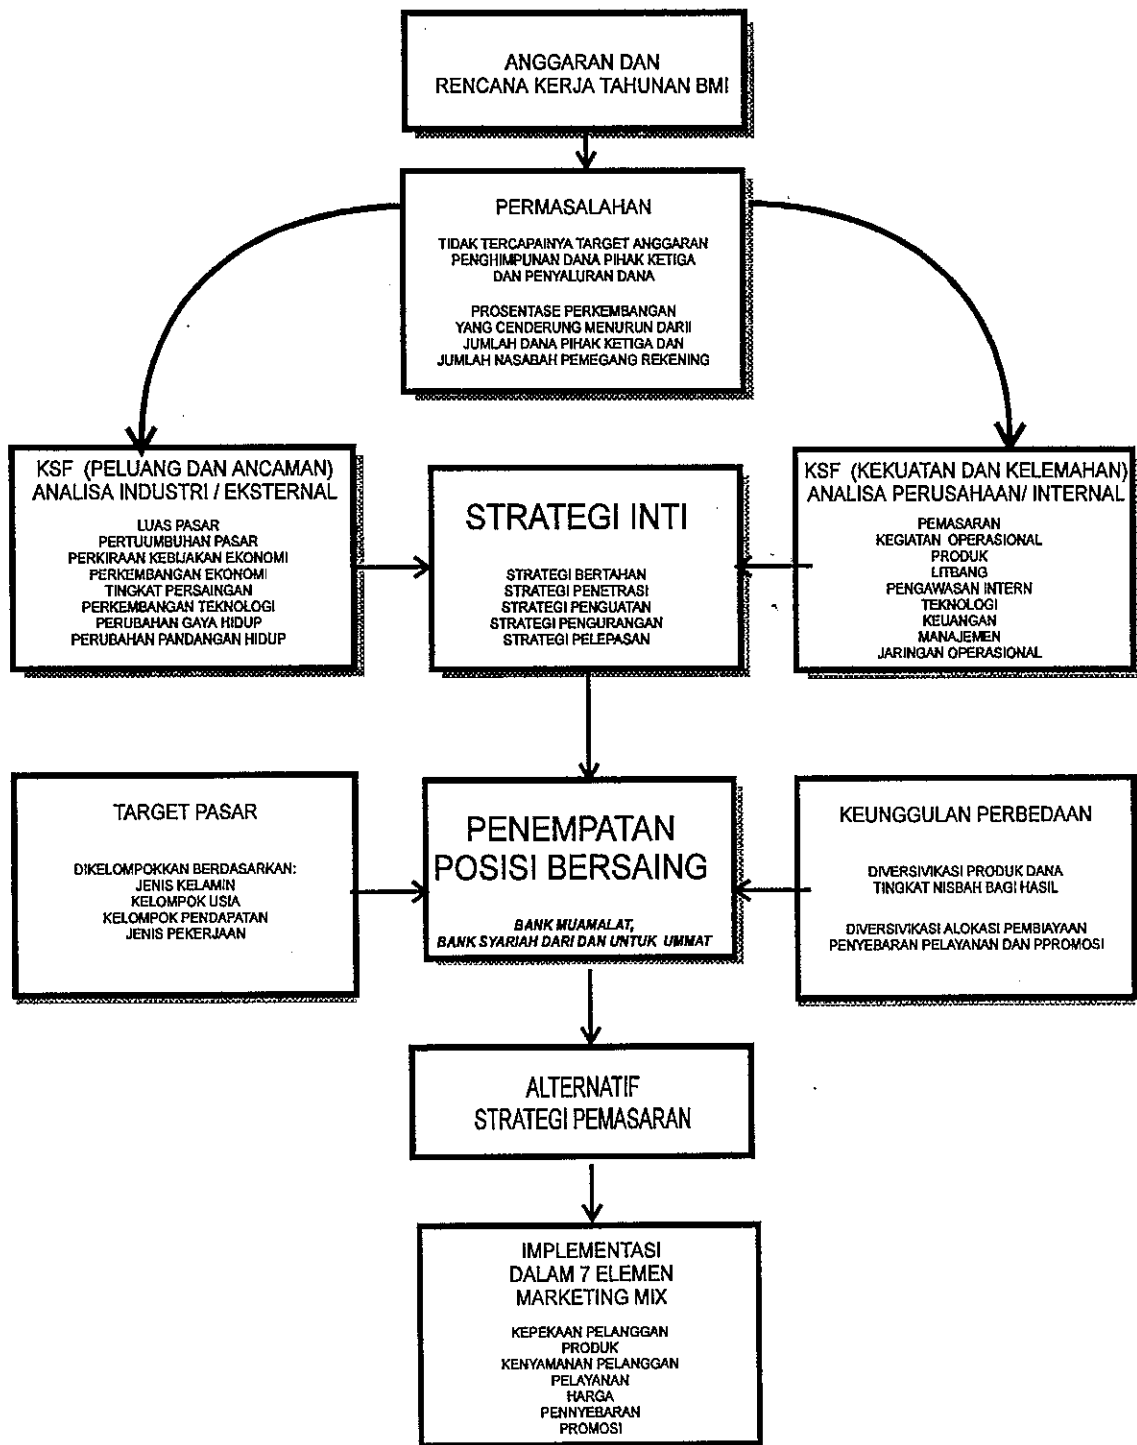 ANGGARAN DAN
RENCANA KERJA TAHUNAN BMI
PERMASALAHAN
TIDAK TERCAPAINYA TARGET ANGGARAN
PENGHIMPUNAN DANA PIHAK KETIGA
DAN PENYALURAN DANA
PROSENTASE PERKEMBANGAN
YANG CENDERUNG MENURUN DARII
JUMLAH DANA PIHAK KETIGA DAN
JUMLAH NASABAH PEMEGANG REKENING
KSF (PELUANG DAN ANCAMAN)
ANALISA INDUSTRI / EKSTERNAL
LUAS PASAR
PERTUUMBUHAN PASAR
PERKIRAAN KEBIJAKAN EKONOMI
PERKEMBANGAN EKONOMI
TINGKAT PERSAINGAN
PERKEMBANGAN TEKNOLOGI
PERUBAHAN GAYA HIDUP
PERUBAHAN PANDANGAN HIDUP
STRATEGI INTI
STRATEGI BERTAHAN
STRATEGI PENETRASI
STRATEGI PENGUATAN
STRATEGI PENGURANGAN
STRATEGI PELEPASAN
KSF (KEKUATAN DAN KELEMAHAN)
ANALISA PERUSAHAAN/ INTERNAL
PEMASARAN
KEGIATAN OPERASIONAL
PRODUK
LITBANG
PENGAWASAN INTERN
TEKNOLOGI
KEUANGAN
MANAJEMEN
JARINGAN OPERASIONAL
TARGET PASAR
DIKELOMPOKKAN BERDASARKAN:
JENIS KELAMIN
KELOMPOK USIA
KELOMPOK PENDAPATAN
JENIS PEKERJAAN
PENEMPATAN
POSISI BERSAING
BANK MUAMALAT,
BANK SYARIAH DARI DAN UNTUK UMMAT
KEUNGGULAN PERBEDAAN
DIVERSIVIKASI PRODUK DANA
TINGKAT NISBAH BAGI HASIL
DIVERSIVIKASI ALOKASI PEMBIAYAAN
PENYEBARAN PELAYANAN DAN PPROMOSI
ALTERNATIF
STRATEGI PEMASARAN
IMPLEMENTASI
DALAM 7 ELEMEN
MARKETING MIX
KEPEKAAN PELANGGAN
PRODUK
KENYAMANAN PELANGGAN
PELAYANAN
HARGA
PENNYEBARAN
PROMOSI